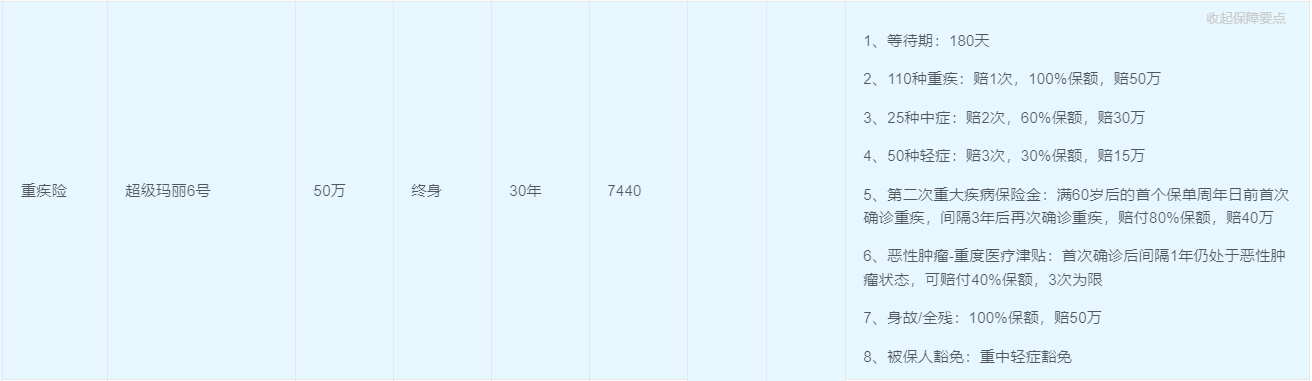 收起保障要点
1、等待期：180天
2、110种重疾：赔1次，100%保额，赔50万
3、25种中症：赔2次，60%保额，赔30万
4、50种轻症：赔3次，30%保额，赔15万
重疾险 超级玛丽6号 50万 终身 30年 7440
5、第二次重大疾病保险金：满60岁后的首个保单周年日前首次
确诊重疾，间隔3年后再次确诊重疾，赔付80%保额，赔40万
6、恶性肿瘤-重度医疗津贴：首次确诊后间隔1年仍处于恶性肿
瘤状态，可赔付40%保额，3次为限
7、身故/全残：100%保额，赔50万
8、被保人豁免：重中轻症豁免